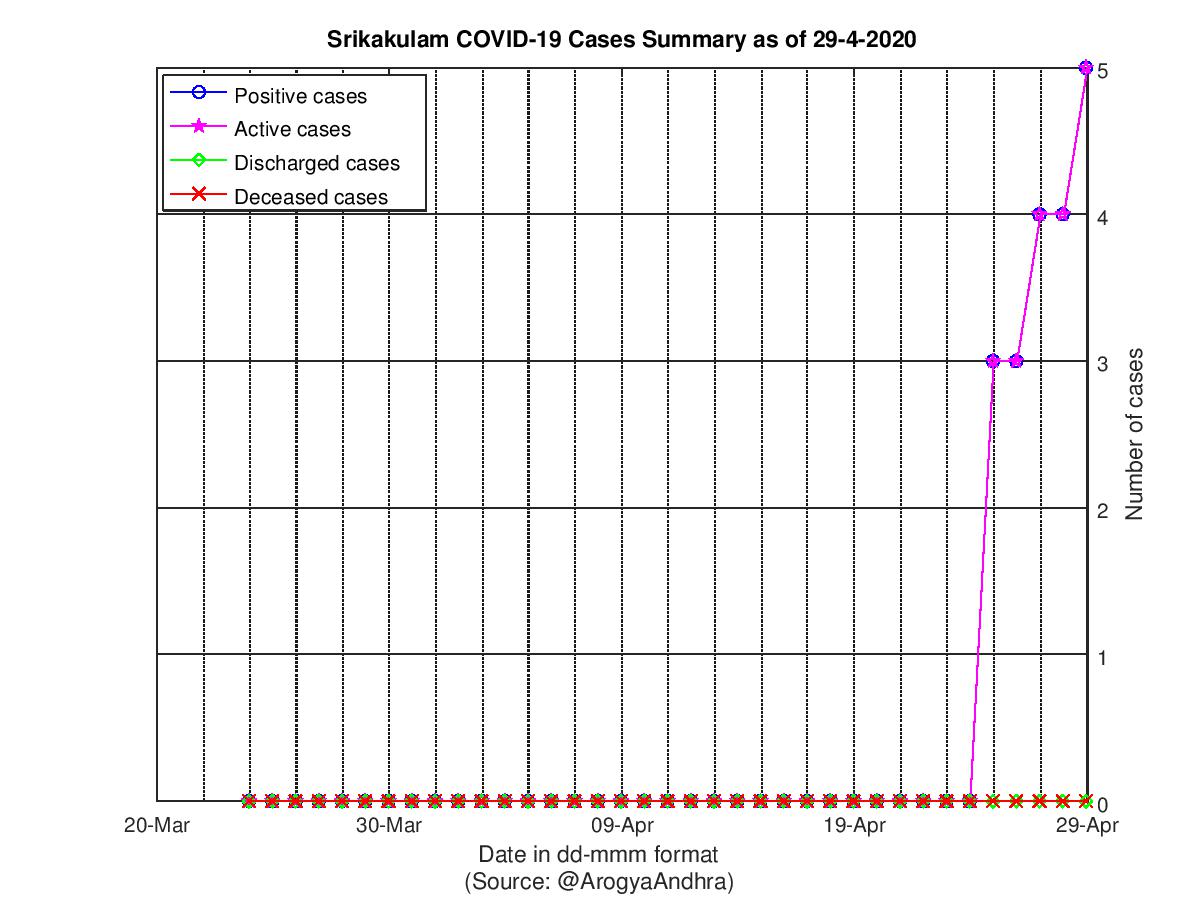 Srikakulam COVID-19 Cases Summary as of 29-4-2020
Positive cases
Active cases
Discharged cases
Deceased cases
5
4
3
2
1
0
Number of cases
20-Mar
30-Mar
09-Apr
19-Apr
29-Apr
Date in dd-mmm format
(Source: @ArogyaAndhra)